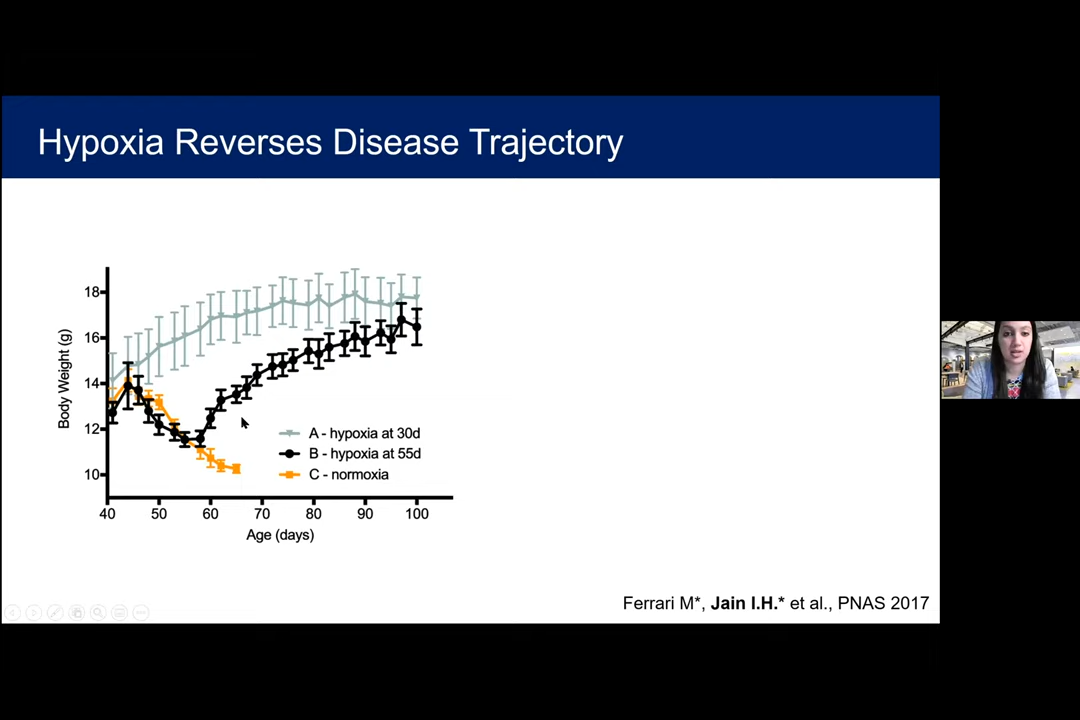 Hypoxia Reverses Disease Trajectory
18
16
14
12
10
Body Weight (g)
A - hypoxia at 30d
B - hypoxia at 55d
C - normoxia
40 50 60 70 80 90 100
Age (days)
Ferrari M*, Jain I.H.* et al., PNAS 2017